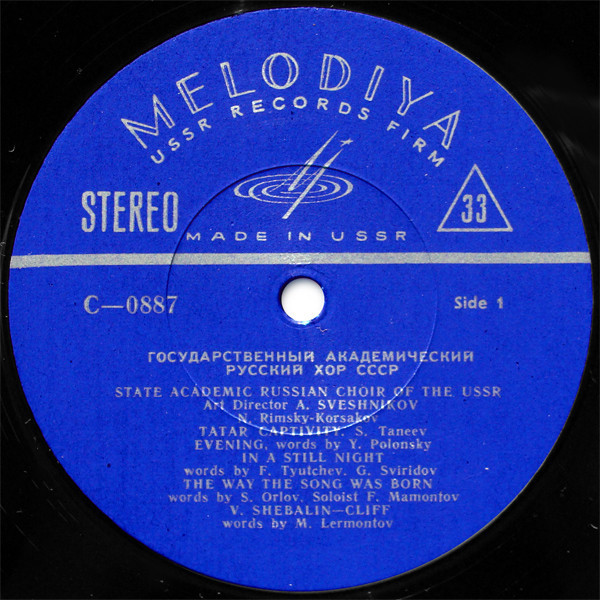 MELODIYA
USSR RECORDS FIRM
STEREO
33
MADE IN USSR
C—0887
Side 1
ГОСУДАРСТВЕННЫЙ АКАДЕМИЧЕСКИЙ
РУССКИЙ ХОР СССР
STATE ACADEMIC RUSSIAN CHOIR OF THE USSR
Art Director A. SVESHNIKOV
N. Rimsky-Korsakov
TATAR CAPTIVITY. S. Taneev
EVENING, words by Y. Polonsky
IN A STILL NIGHT
words by F. Tyutchev. G. Sviridov
THE WAY THE SONG WAS BORN
words by S. Orlov. Soloist F. Mamontov
V. SHEBALIN—CLIFF
words by M. Lermontov